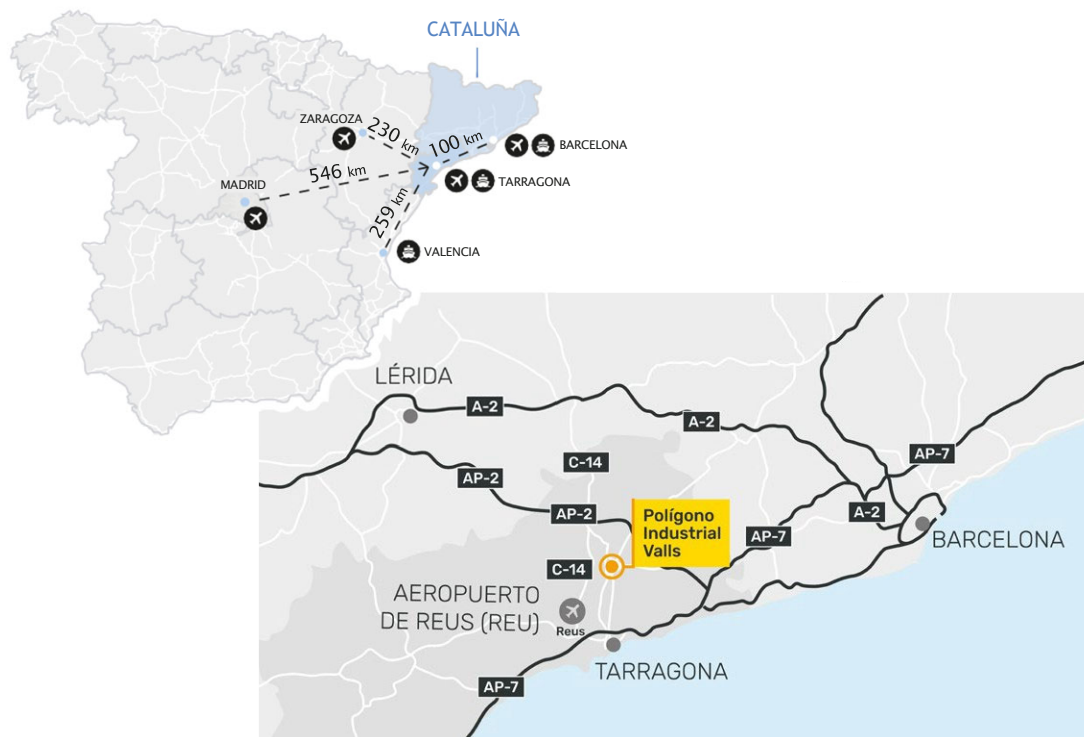 CATALUÑA
ZARAGOZA
230 km
100 km
BARCELONA
546 km
TARRAGONA
MADRID
259 km
VALENCIA
LÉRIDA
A-2
A-2
C-14
AP-7
AP-2
AP-2
Polígono
Industrial
Valls
A-2
AP-7
BARCELONA
C-14
AEROPUERTO
DE REUS (REU)
Reus
TARRAGONA
AP-7